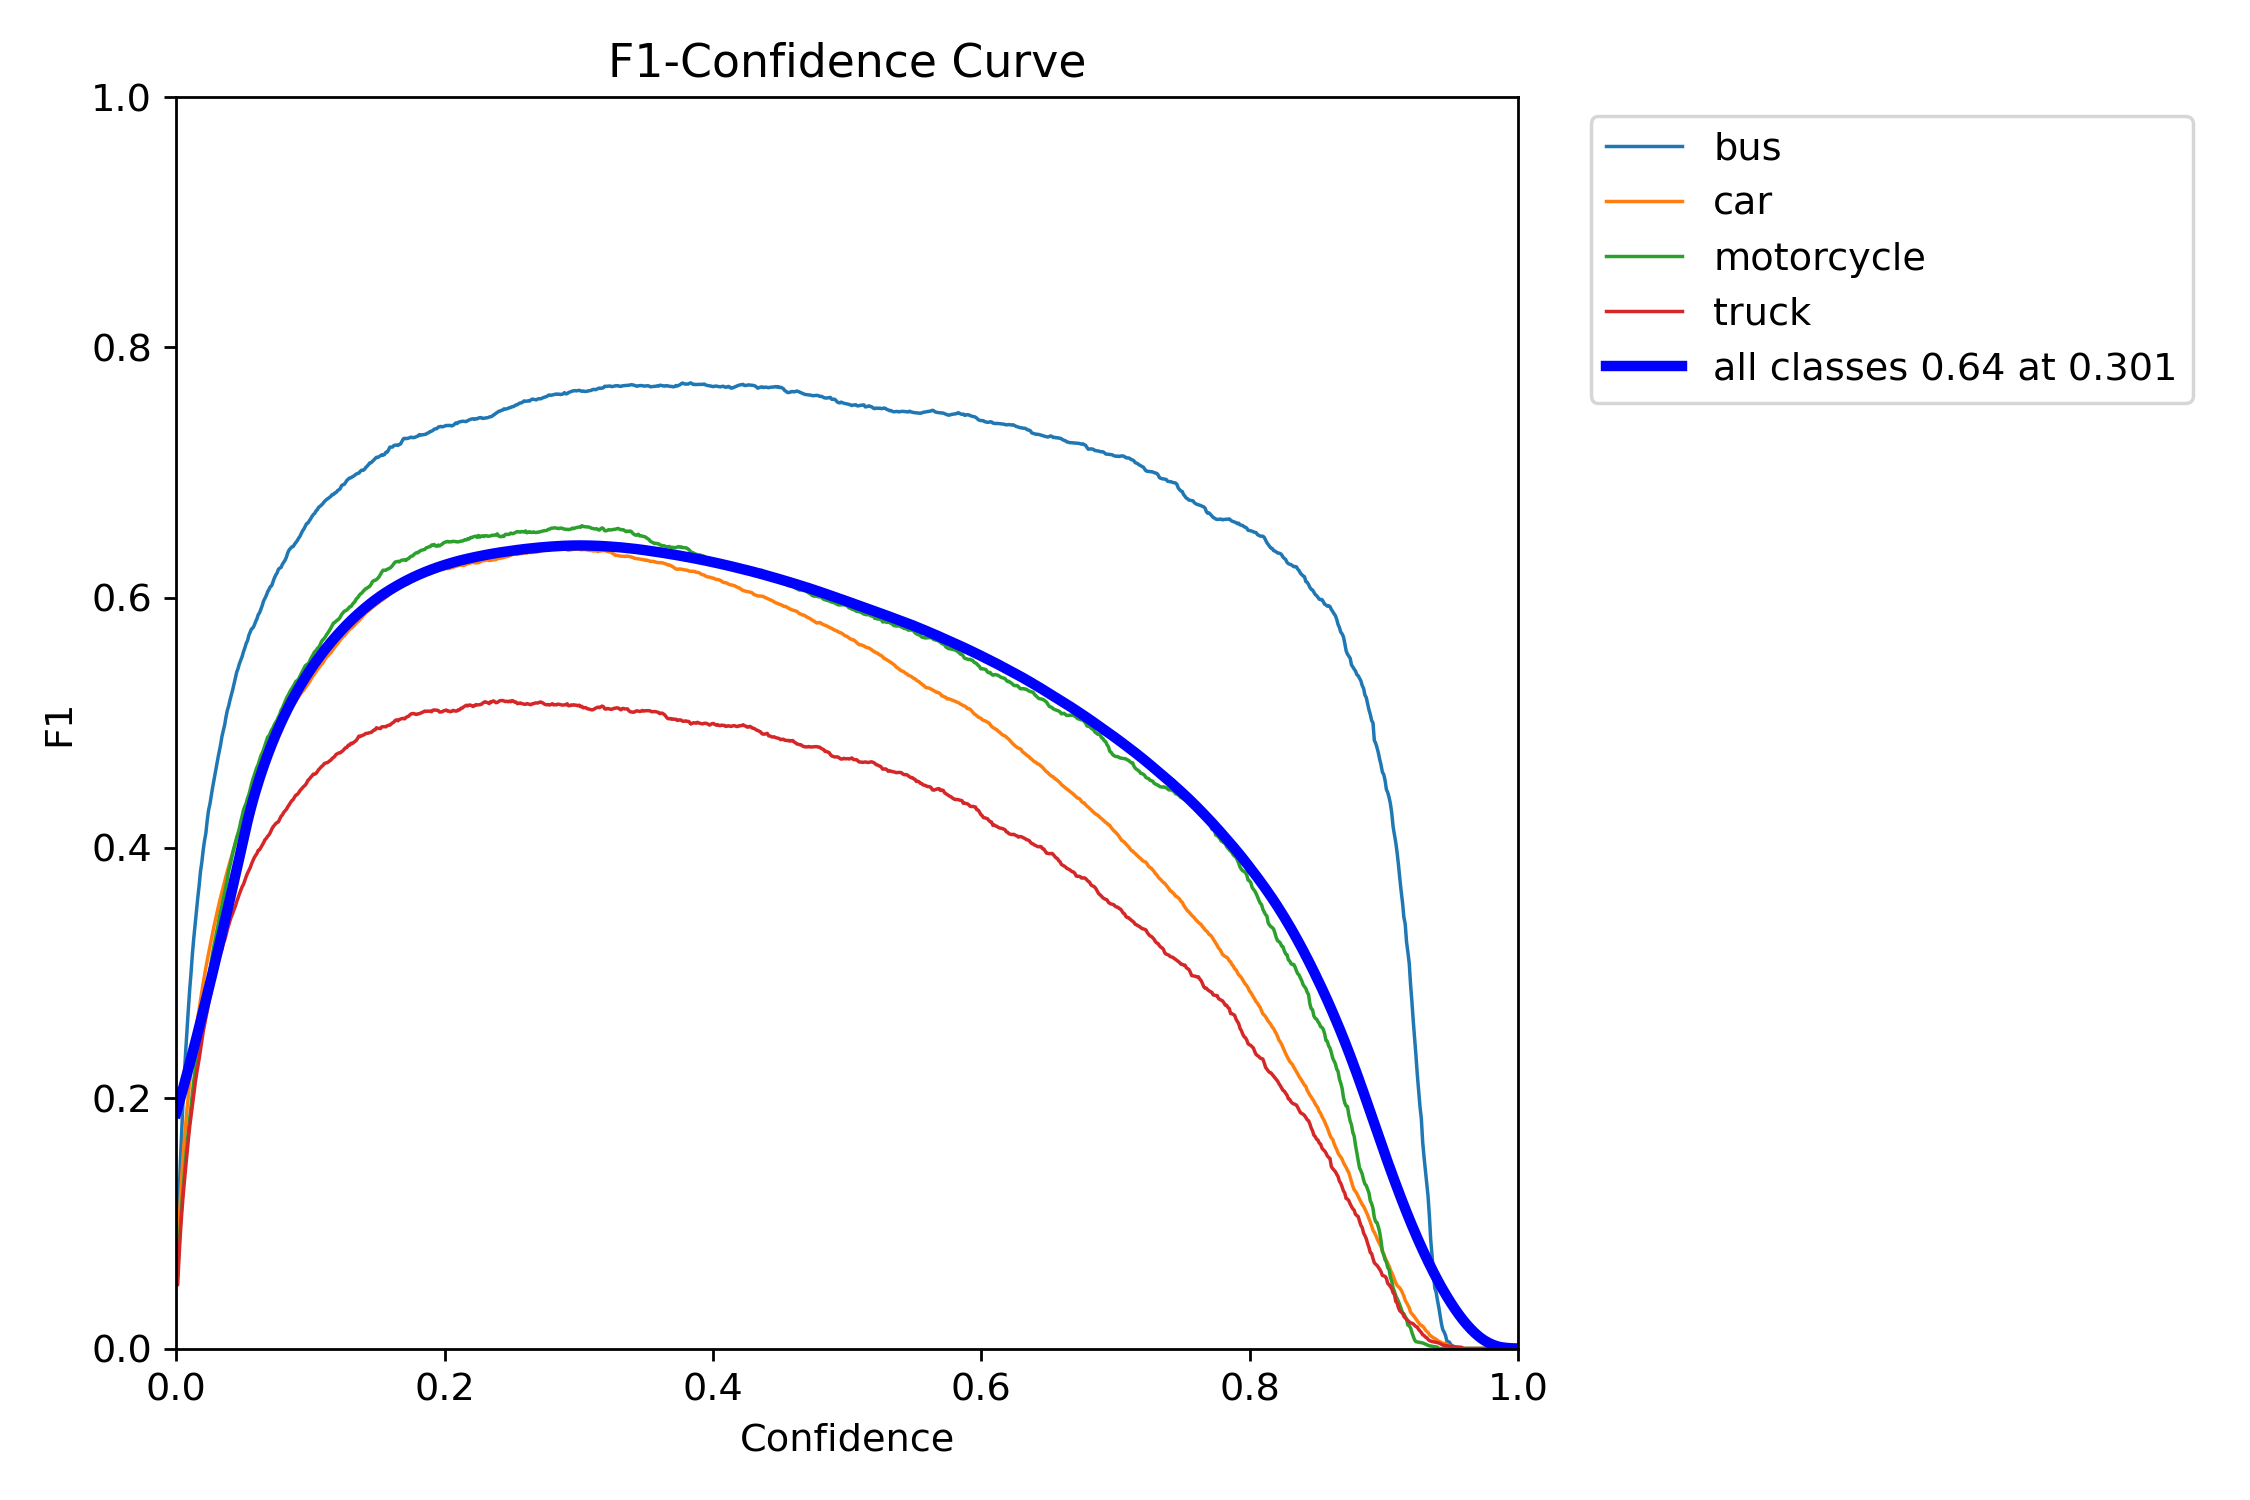 F1-Confidence Curve
1.0
0.8
0.6
0.4
0.2
0.0
F1
0.0 0.2 0.4 0.6 0.8 1.0
Confidence
bus
car
motorcycle
truck
all classes 0.64 at 0.301